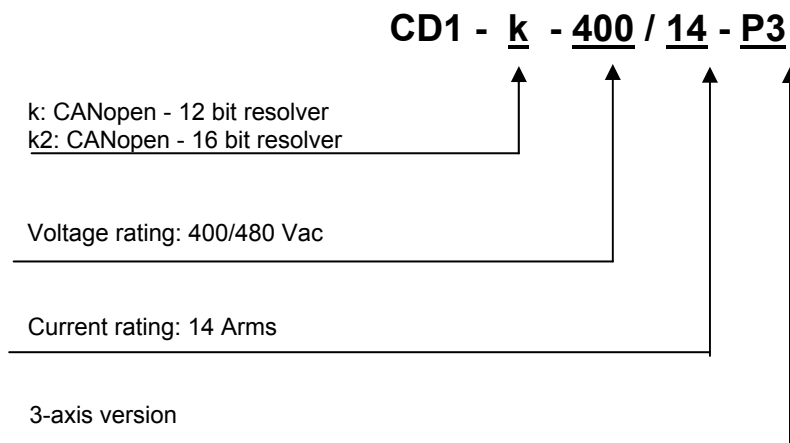 CD1 - k - 400 / 14 - P3
k: CANopen - 12 bit resolver
k2: CANopen - 16 bit resolver
Voltage rating: 400/480 Vac
Current rating: 14 Arms
3-axis version